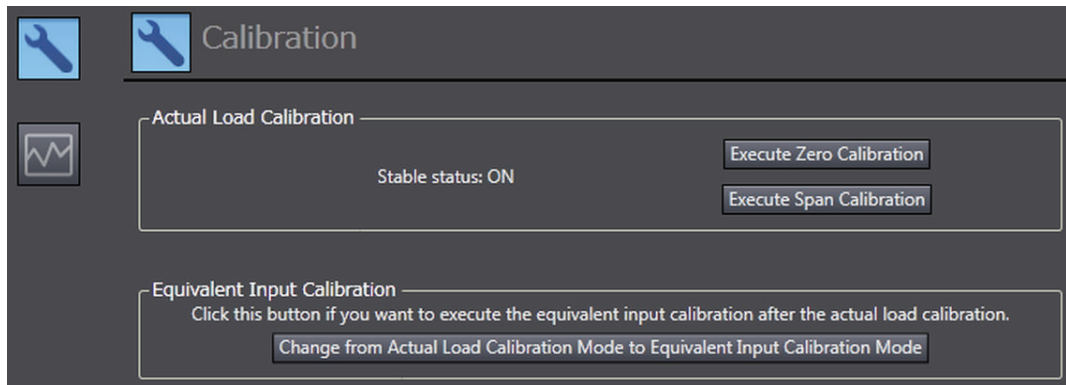 Calibration
Actual Load Calibration
Execute Zero Calibration
Stable status: ON
Execute Span Calibration
Equivalent Input Calibration
Click this button if you want to execute the equivalent input calibration after the actual load calibration.
Change from Actual Load Calibration Mode to Equivalent Input Calibration Mode